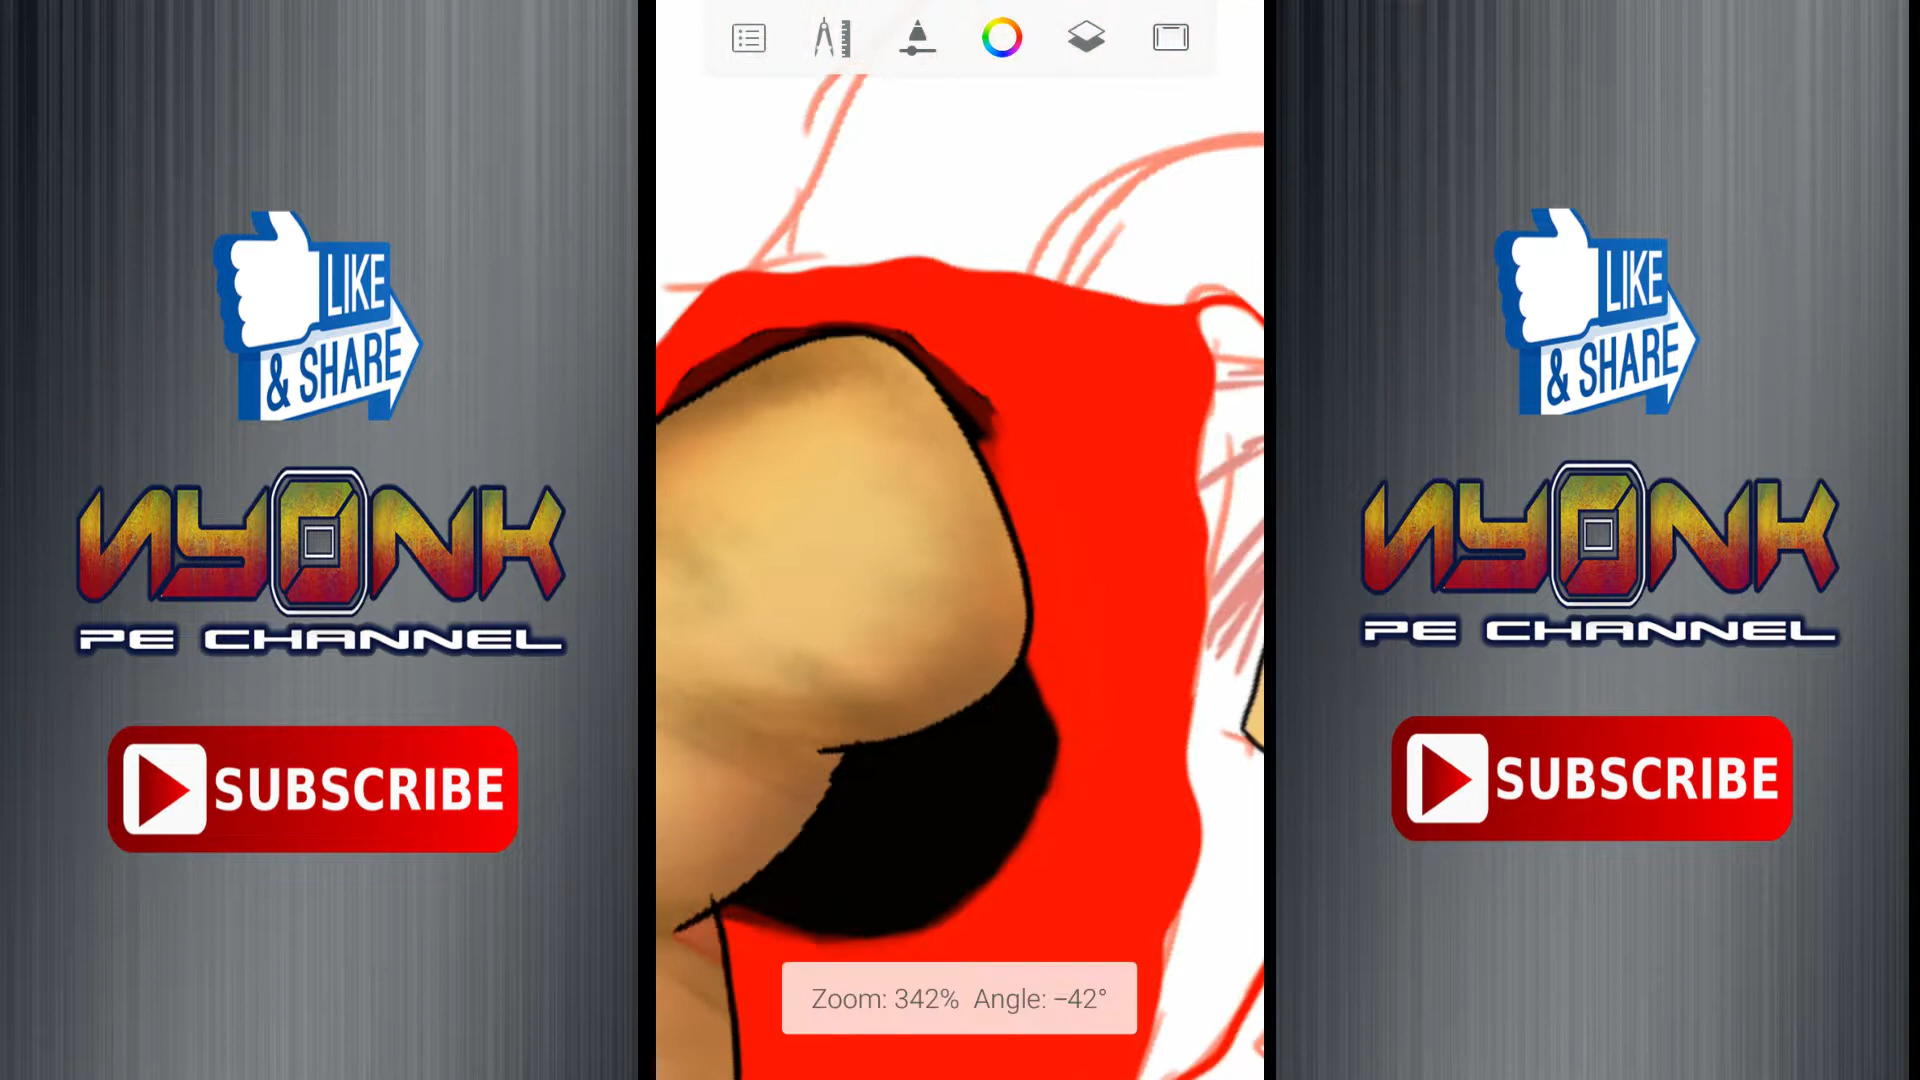 LIKE
& SHARE
NYONK
PE CHANNEL
SUBSCRIBE
Zoom: 342% Angle: −42°
LIKE
& SHARE
NYONK
PE CHANNEL
SUBSCRIBE